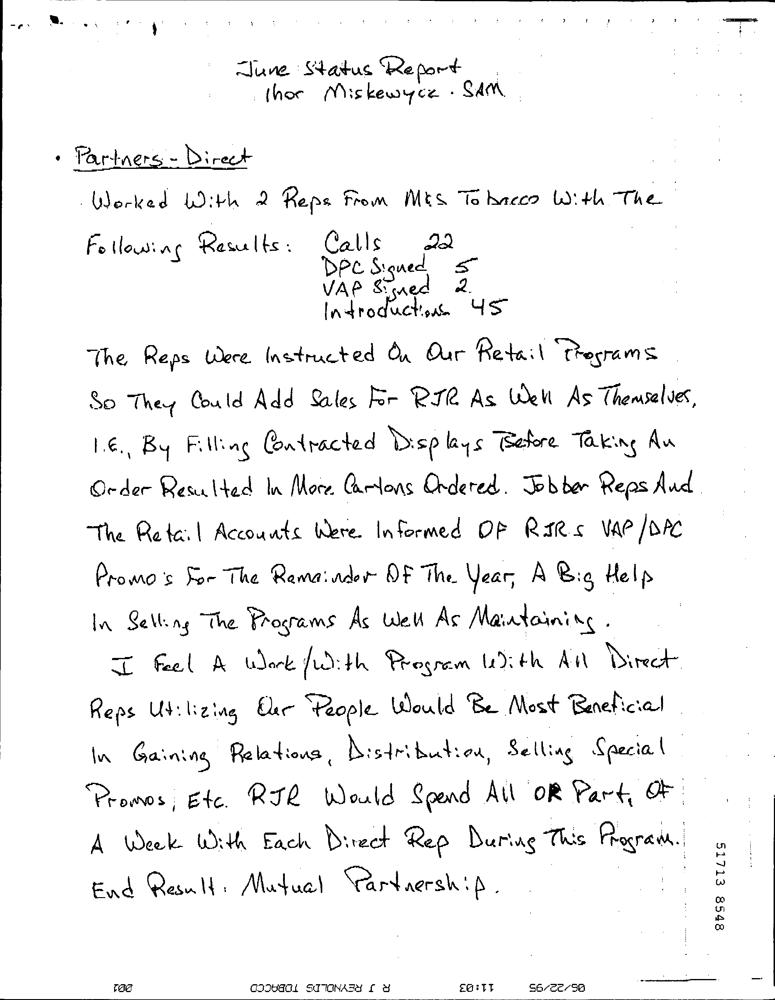 June Status Report
Ihor Miskewycz. SAM
• Partners - Direct
Worked With 2 Reps From M&S Tobacco With The
Following Results: Calls 22
DPC Signed 5
VAP Signed 2
Introductions 45
The Reps Were Instructed On Our Retail Programs
So They Could Add Sales For RJR As Well As Themselves,
I.E., By Filling Contracted Displays Before Taking An
Order Resulted In More Cartons Ordered. Jobber Reps And
The Retail Accounts Were Informed Of RJR's VAP/DPC
Promo's For The Remainder Of The Year, A Big Help
In Selling The Programs As Well As Maintaining.
I Feel A Work/With Program With All Direct
Reps Utilizing Our People Would Be Most Beneficial
In Gaining Relations, Distribution, Selling Special
Promos, Etc. RJR Would Spend All OR Part, Of
A Week With Each Direct Rep During This Program.
End Result: Mutual Partnership.
51713 8548
06/22/95 11:03 R J REYNOLDS TOBACCO 001